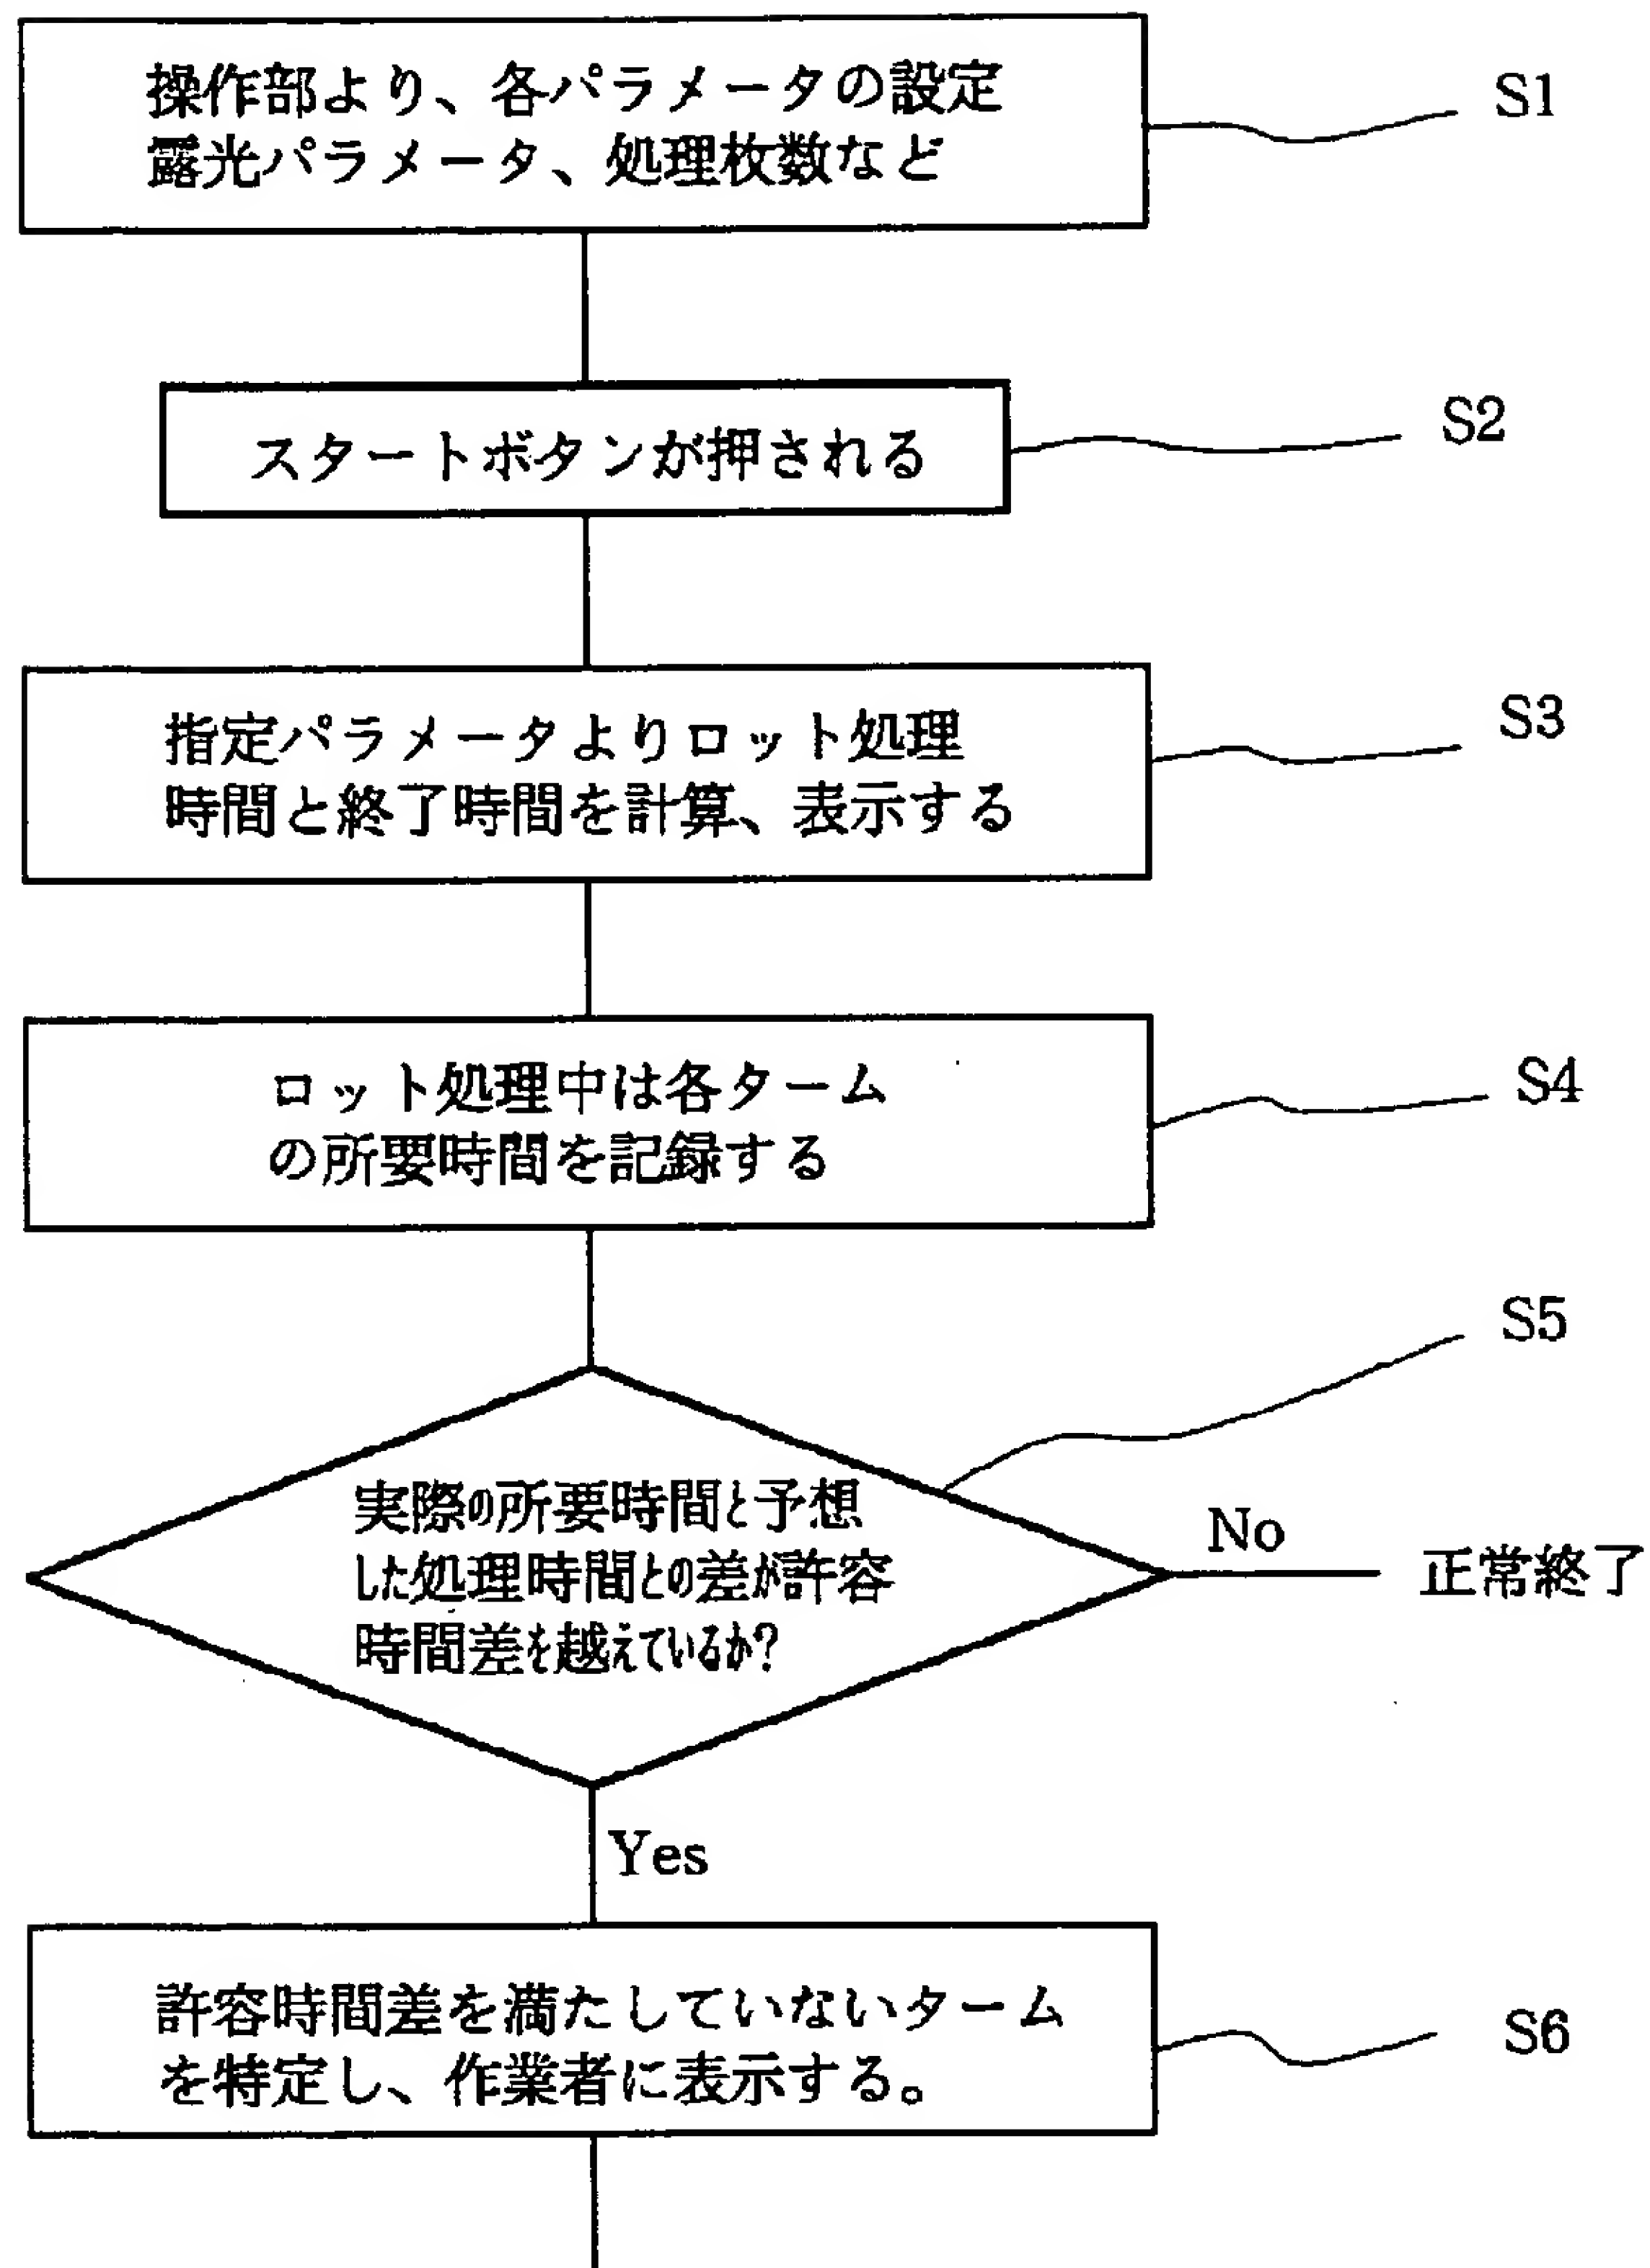 操作部より、各パラメータの設定
露光パラメータ、処理枚数など
S1
スタートボタンが押される
S2
指定パラメータよりロット処理
時間と終了時間を計算、表示する
S3
ロット処理中は各ターム
の所要時間を記録する
S4
S5
実際の所要時間と予想
した処理時間との差が許容
時間差を越えているか?
No
正常終了
Yes
許容時間差を満たしていないターム
を特定し、作業者に表示する。
S6